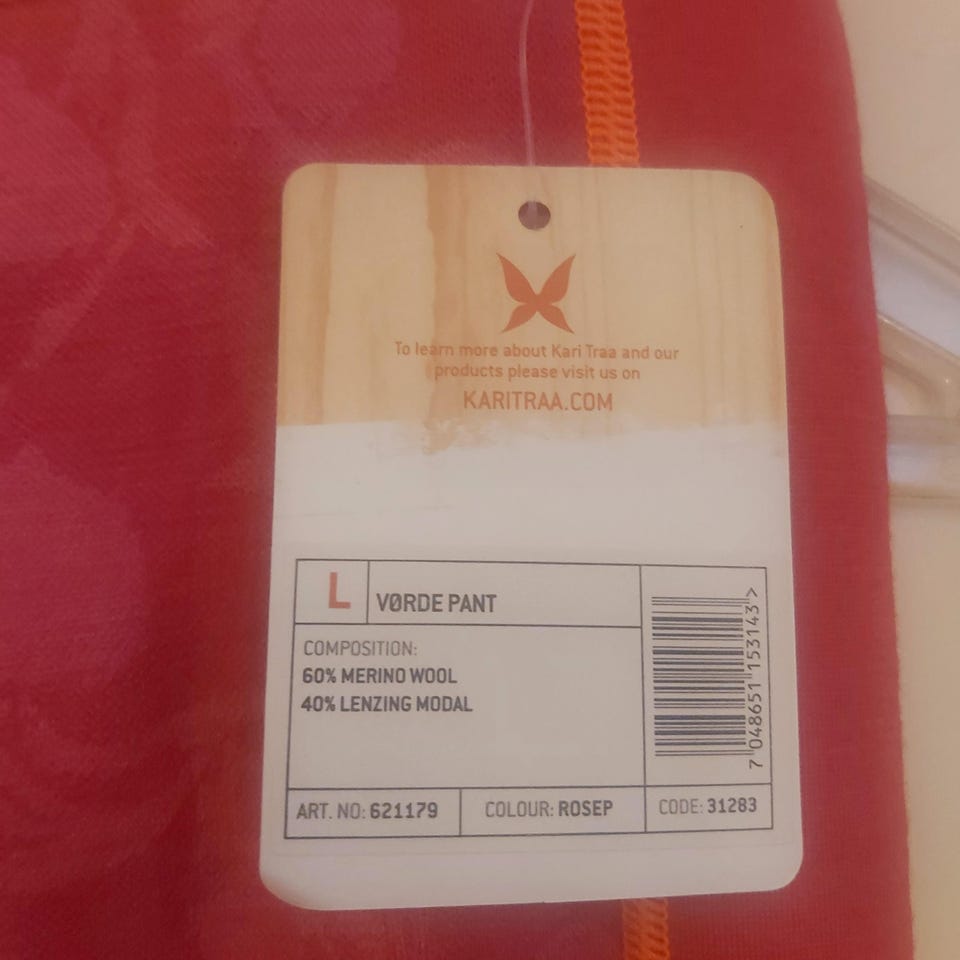 To learn more about Kari Traa and our
products please visit us on
KARITRAA.COM
L
VØRDE PANT
COMPOSITION:
60% MERINO WOOL
40% LENZING MODAL
7 048651 153143 >
ART. NO: 621179
COLOUR: ROSEP
CODE: 31283